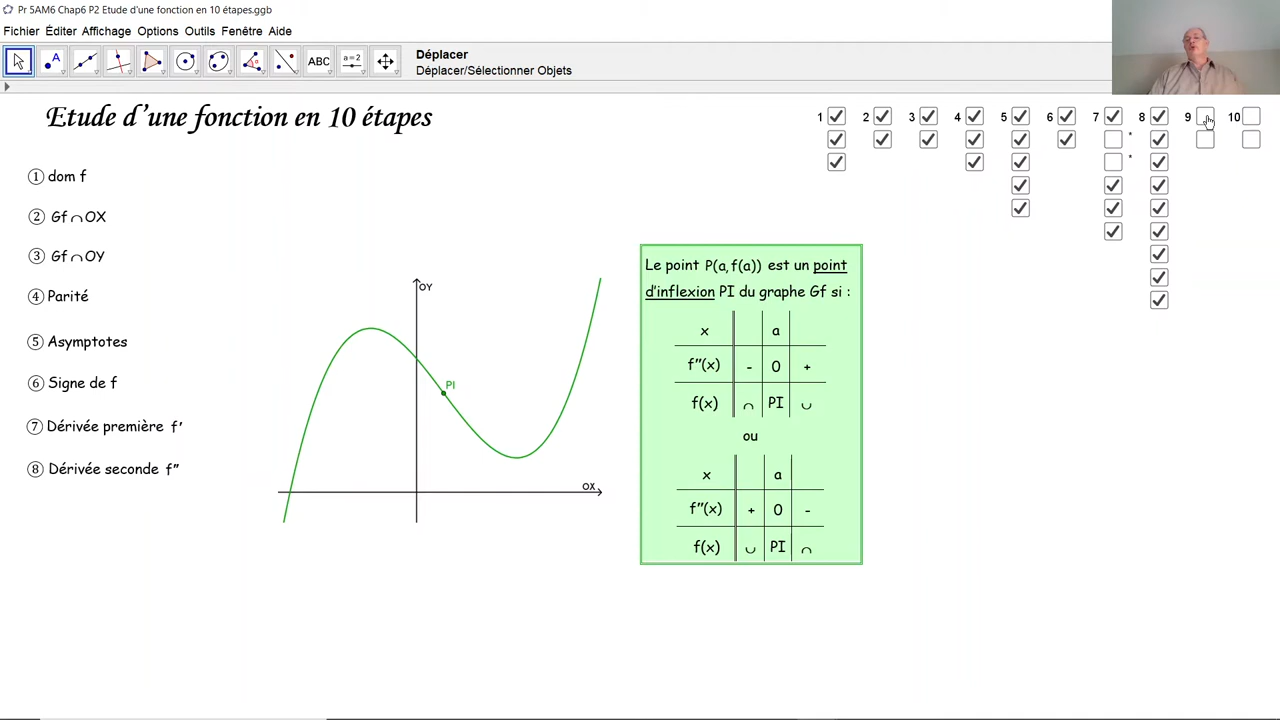 Pr 5AM6 Chap6 P2 Etude d'une fonction en 10 étapes.ggb
Fichier Éditer Affichage Options Outils Fenêtre Aide
A ABC a=2 Déplacer
Déplacer/Sélectionner Objets
Etude d'une fonction en 10 étapes
1 2 3 4 5 6 7 8 9 10
*
*
① dom f
② Gf ∩ OX
③ Gf ∩ OY
④ Parité
⑤ Asymptotes
⑥ Signe de f
⑦ Dérivée première f'
⑧ Dérivée seconde f"
OY
PI
OX
Le point P(a, f(a)) est un point
d'inflexion PI du graphe Gf si :
x a
f"(x) - 0 +
f(x) ∩ PI ∪
ou
x a
f"(x) + 0 -
f(x) ∪ PI ∩